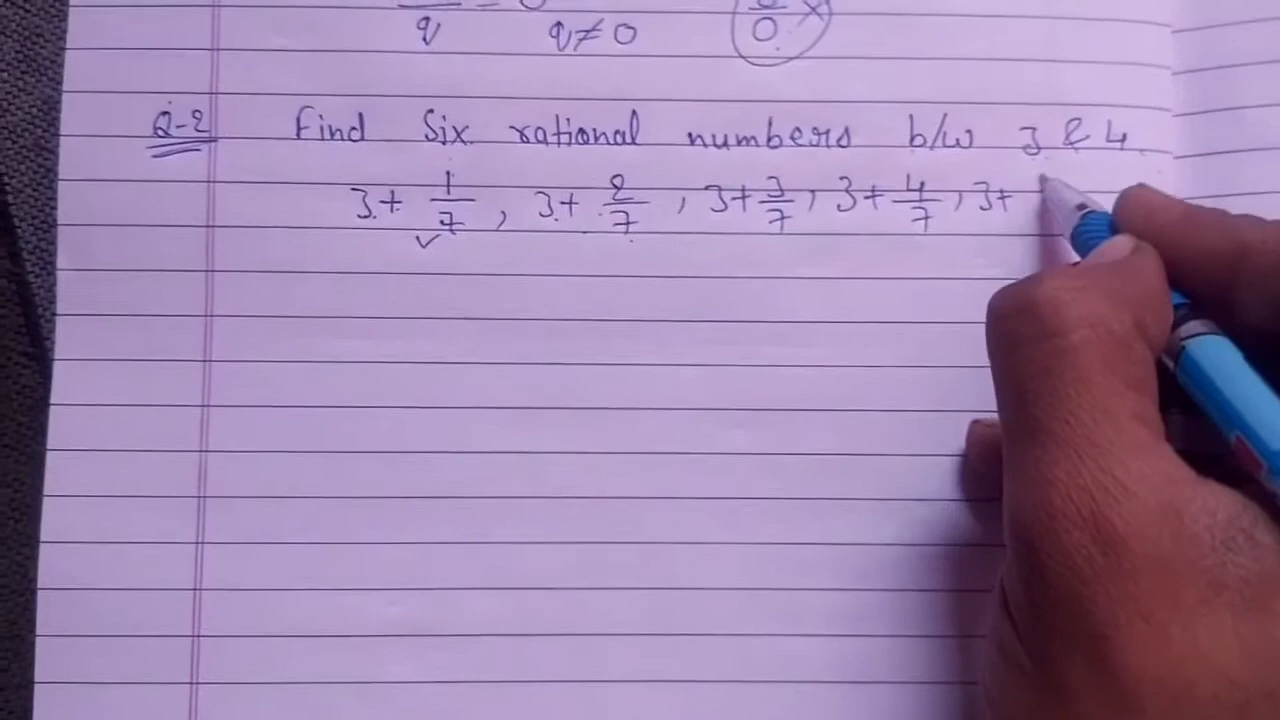 q q≠0 0 ×
Q-2 Find Six rational numbers b/w 3 & 4
3+ 1/7, 3+ 2/7, 3+ 3/7, 3+ 4/7, 3+